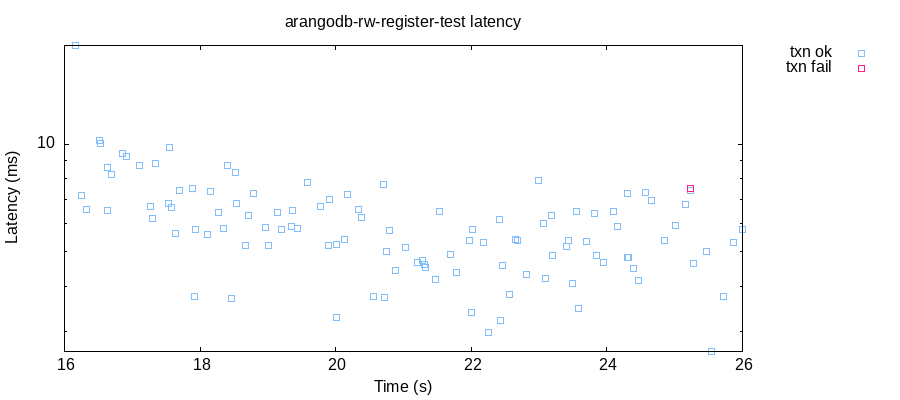 arangodb-rw-register-test latency
txn ok
txn fail
10
Latency (ms)
16 18 20 22 24 26
Time (s)